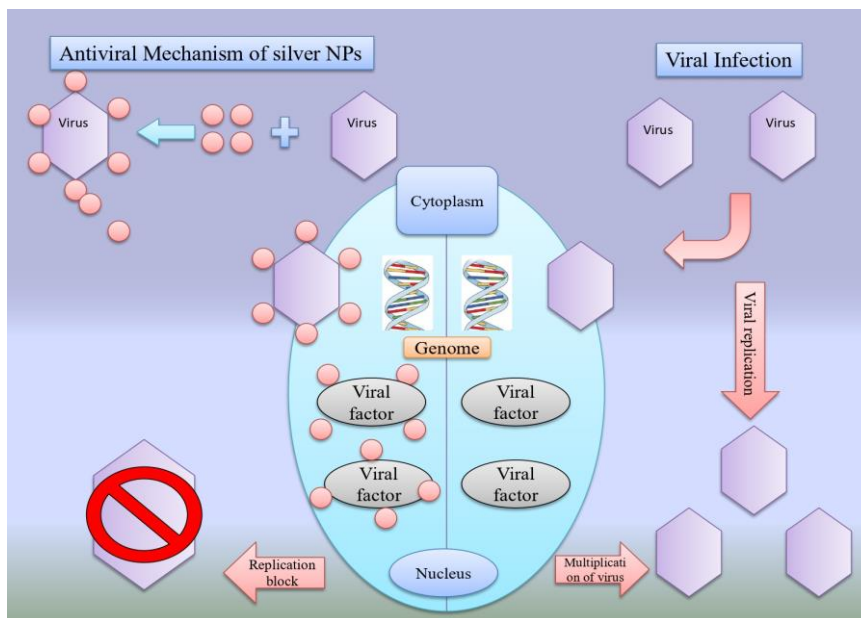 Antiviral Mechanism of silver NPs
Viral Infection
Virus
Virus
Virus
Virus
Cytoplasm
Genome
Viral
factor
Viral
factor
Viral
factor
Viral
factor
Viral replication
Replication
block
Nucleus
Multiplicati
on of virus